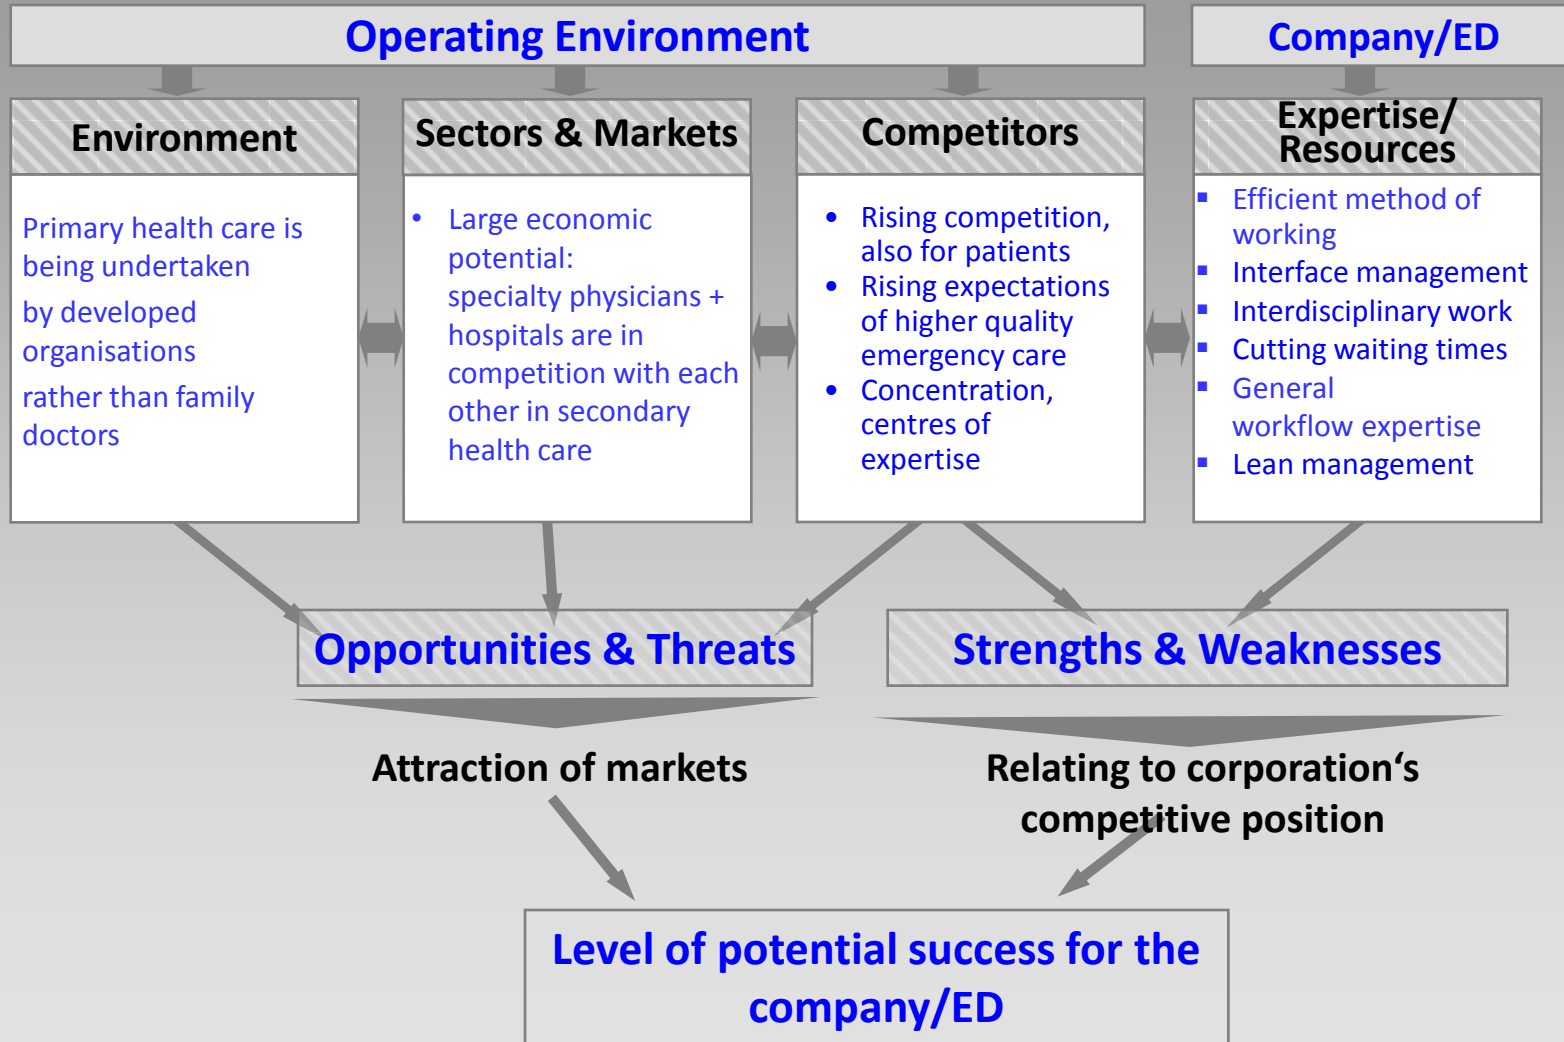 Operating Environment
Company/ED
Environment
Primary health care is
being undertaken
by developed
organisations
rather than family
doctors
Sectors & Markets
• Large economic
potential:
specialty physicians +
hospitals are in
competition with each
other in secondary
health care
Competitors
• Rising competition,
also for patients
• Rising expectations
of higher quality
emergency care
• Concentration,
centres of
expertise
Expertise/
Resources
▪ Efficient method of
working
▪ Interface management
▪ Interdisciplinary work
▪ Cutting waiting times
▪ General
workflow expertise
▪ Lean management
Opportunities & Threats
Strengths & Weaknesses
Attraction of markets
Relating to corporation‘s
competitive position
Level of potential success for the
company/ED